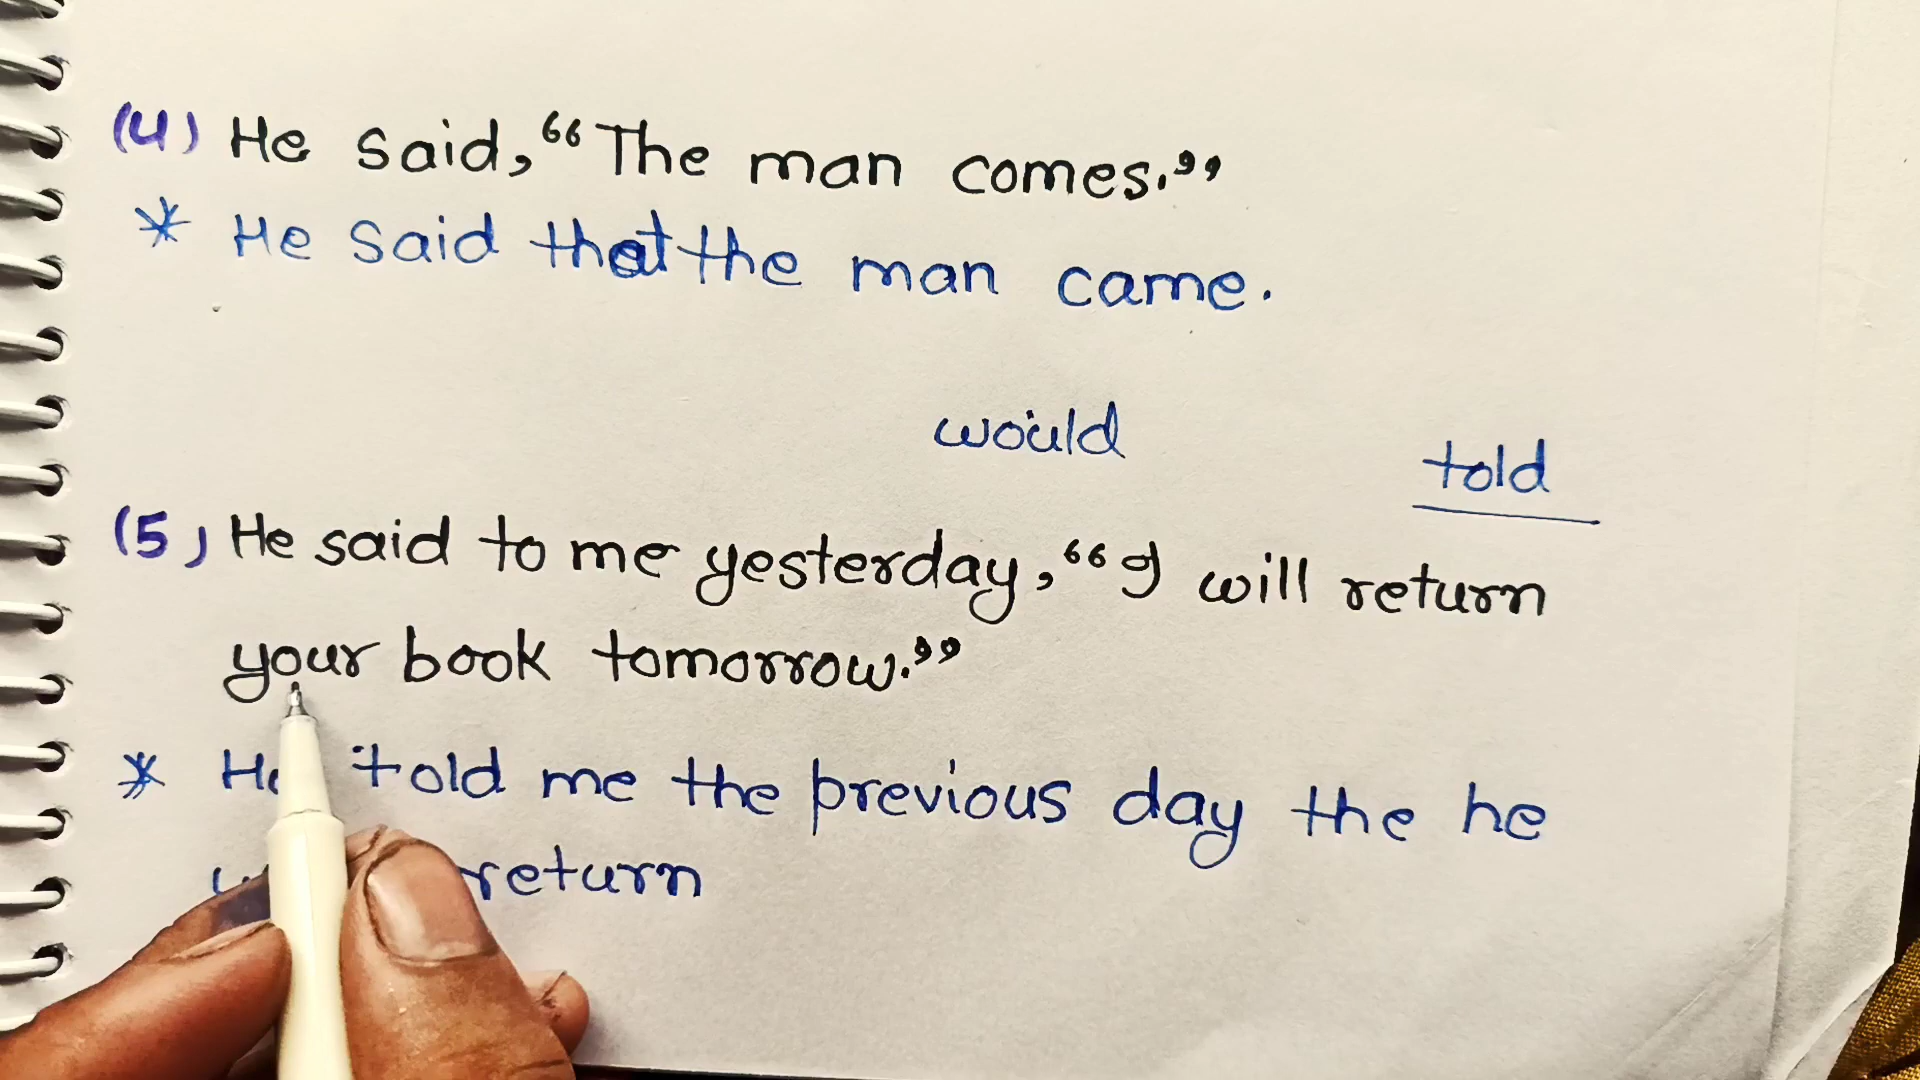 (4) He said, “The man comes.”
* He said that the man came.
would
told
(5) He said to me yesterday, “I will return
your book tomorrow.”
* He told me the previous day the he
return